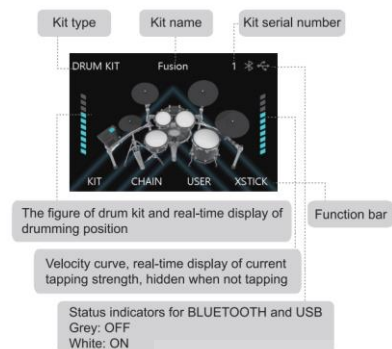 Kit type
Kit name
Kit serial number
DRUM KIT
Fusion
1
KIT
CHAIN
USER
XSTICK
The figure of drum kit and real-time display of
drumming position
Function bar
Velocity curve, real-time display of current
tapping strength, hidden when not tapping
Status indicators for BLUETOOTH and USB
Grey: OFF
White: ON